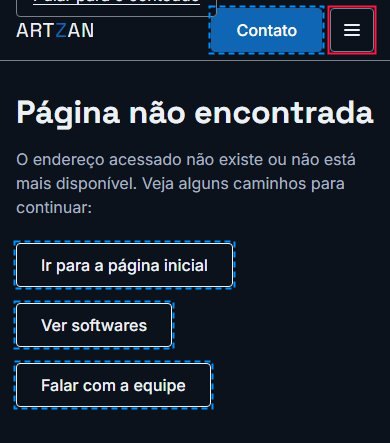 ARTZAN
Contato
Página não encontrada
O endereço acessado não existe ou não está
mais disponível. Veja alguns caminhos para
continuar:
Ir para a página inicial
Ver softwares
Falar com a equipe